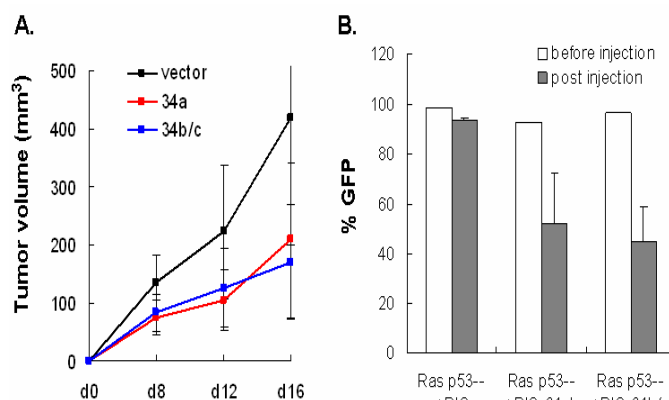 A.
Tumor volume (mm³)
500
400
300
200
100
0
vector
34a
34b/c
d0 d8 d12 d16
B.
% GFP
120
100
80
60
40
20
0
before injection
post injection
Ras p53-- Ras p53-- Ras p53--